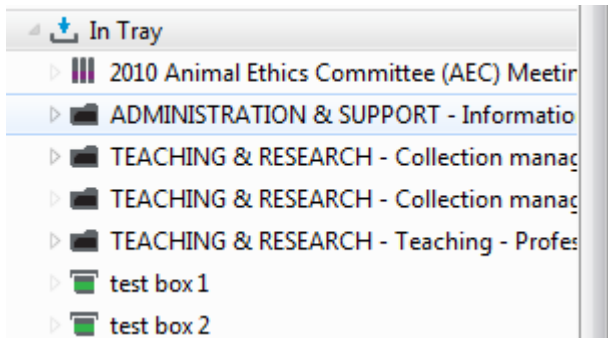 In Tray
2010 Animal Ethics Committee (AEC) Meetin
ADMINISTRATION & SUPPORT - Informatio
TEACHING & RESEARCH - Collection manag
TEACHING & RESEARCH - Collection manag
TEACHING & RESEARCH - Teaching - Profes
test box 1
test box 2